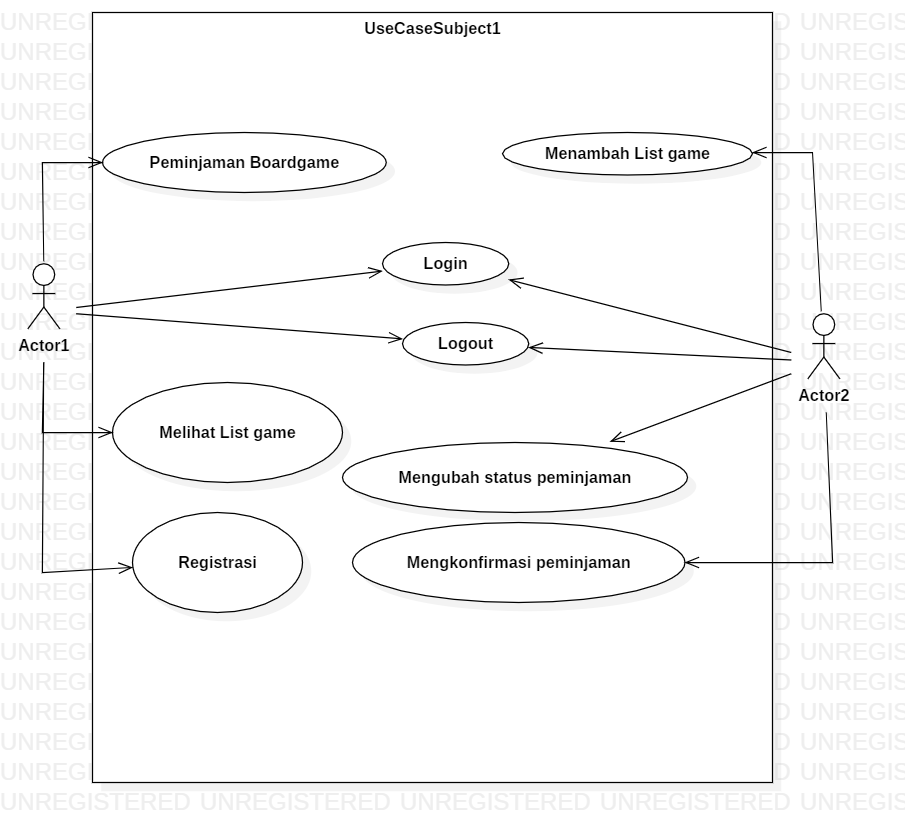 UseCaseSubject1
Peminjaman Boardgame
Menambah List game
Login
Logout
Actor1
Actor2
Melihat List game
Mengubah status peminjaman
Registrasi
Mengkonfirmasi peminjaman
UNREGISTERED UNREGISTERED UNREGISTERED UNREGISTERED UNREGIS